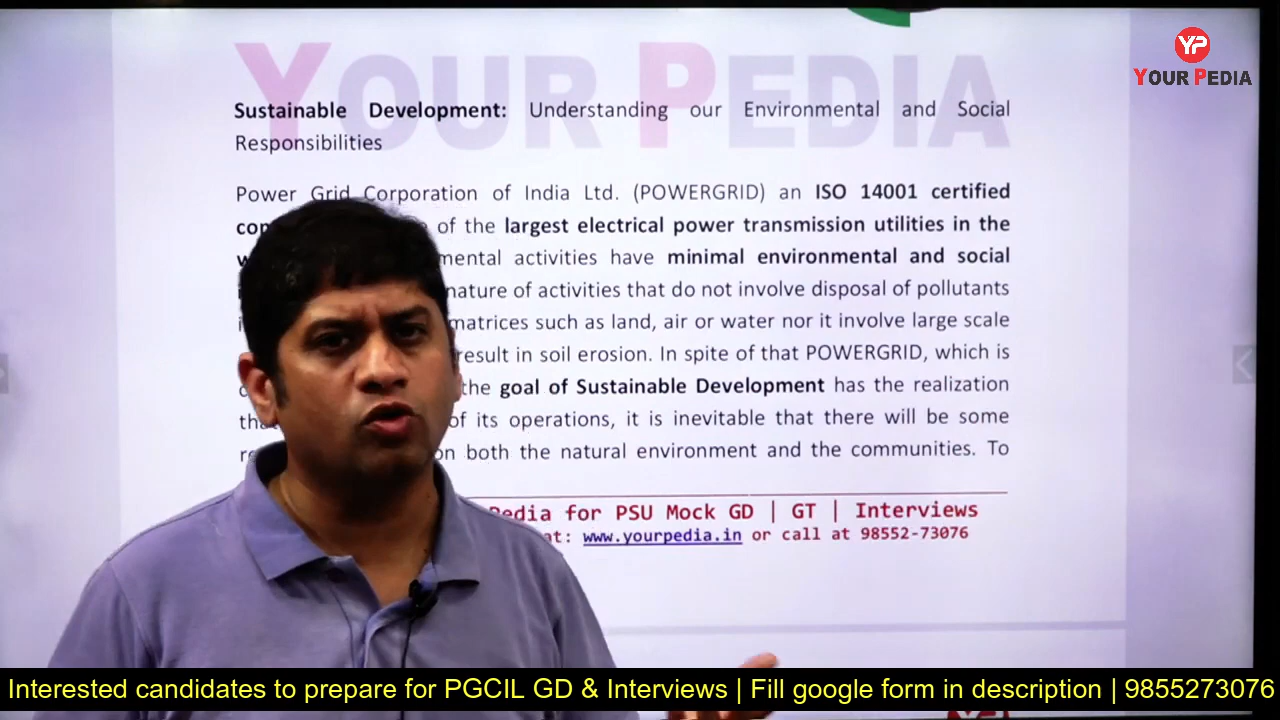 YP
YOUR PEDIA
YOUR PEDIA
Sustainable Development: Understanding our Environmental and Social
Responsibilities
Power Grid Corporation of India Ltd. (POWERGRID) an ISO 14001 certified
of the largest electrical power transmission utilities in the
have minimal environmental and social
nature of activities that do not involve disposal of pollutants
matrices such as land, air or water nor it involve large scale
result in soil erosion. In spite of that POWERGRID, which is
the goal of Sustainable Development has the realization
of its operations, it is inevitable that there will be some
both the natural environment and the communities. To
Pedia for PSU Mock GD | GT | Interviews
at: www.yourpedia.in or call at 98552-73076
Interested candidates to prepare for PGCIL GD & Interviews | Fill google form in description | 9855273076